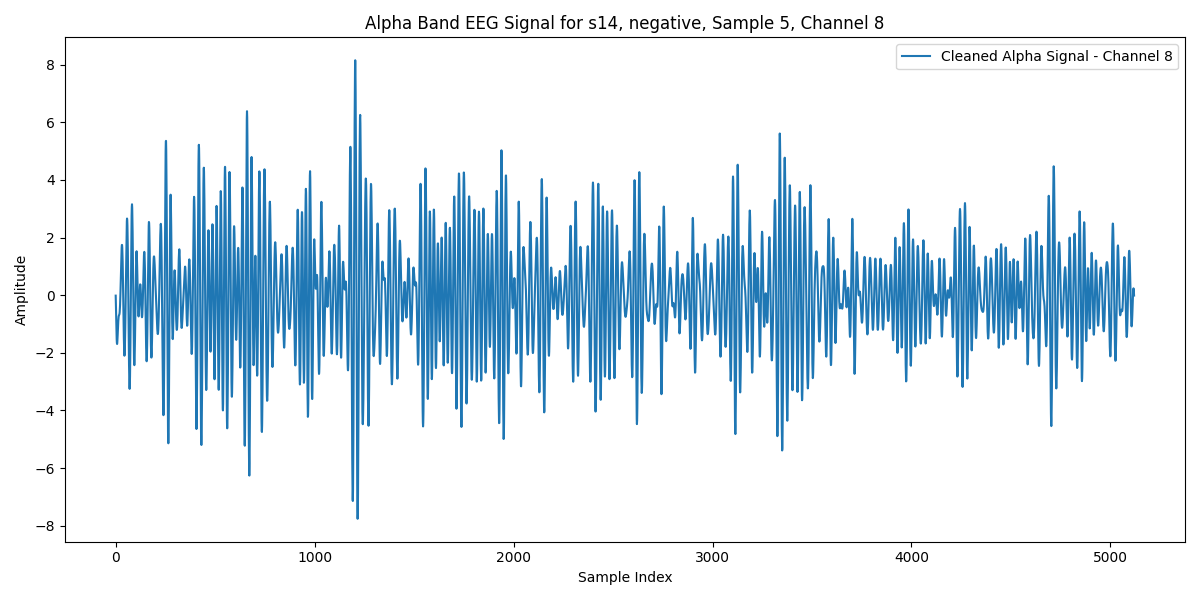 Alpha Band EEG Signal for s14, negative, Sample 5, Channel 8
Cleaned Alpha Signal - Channel 8
8
6
4
2
0
−2
−4
−6
−8
Amplitude
0 1000 2000 3000 4000 5000
Sample Index